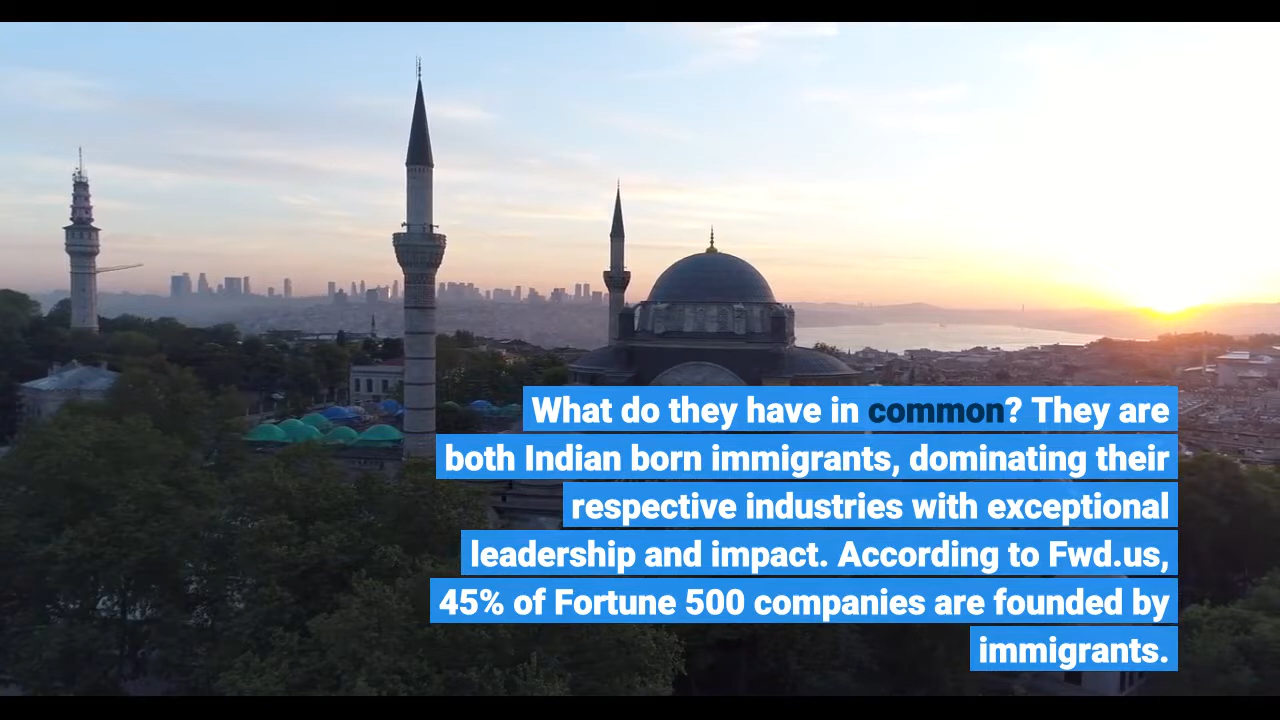 What do they have in common? They are
both Indian born immigrants, dominating their
respective industries with exceptional
leadership and impact. According to Fwd.us,
45% of Fortune 500 companies are founded by
immigrants.